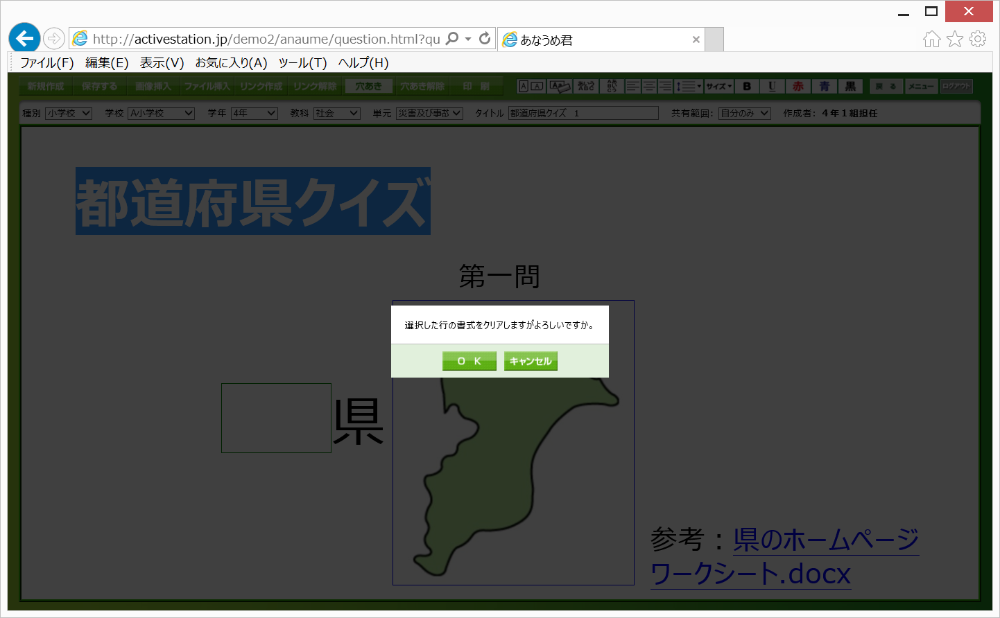 http://activestation.jp/demo2/anaume/question.html?qu
あなうめ君
ファイル(F) 編集(E) 表示(V) お気に入り(A) ツール(T) ヘルプ(H)
新規作成 保存する 画像挿入 ファイル挿入 リンク作成 リンク解除 穴あき 穴あき解除 印 刷 サイズ B U 赤 青 黒 戻 る メニュー ログアウト
種別 小学校 学校 A小学校 学年 4年 教科 社会 単元 災害及び事故 タイトル 都道府県クイズ 1 共有範囲: 自分のみ 作成者: 4年1組担任
都道府県クイズ
第一問
選択した行の書式をクリアしますがよろしいですか。
O K キャンセル
県
参考：県のホームページ
ワークシート.docx